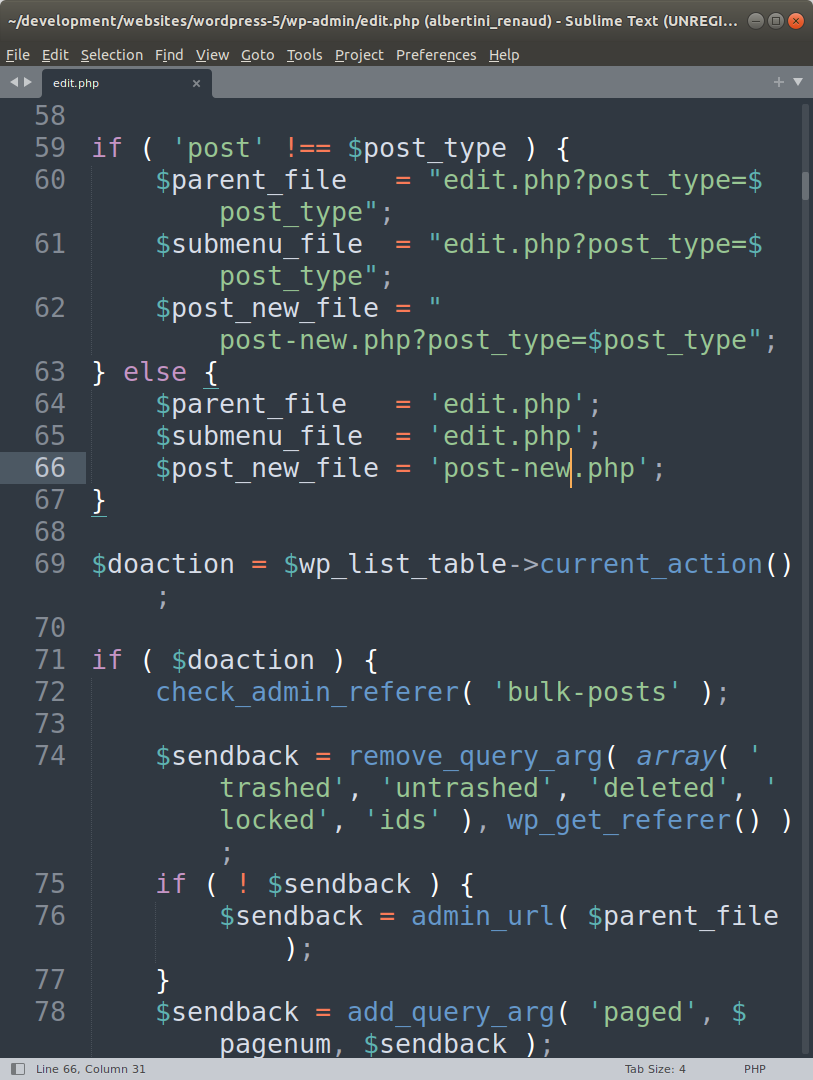 ~/development/websites/wordpress-5/wp-admin/edit.php (albertini_renaud) - Sublime Text (UNREGI...
File Edit Selection Find View Goto Tools Project Preferences Help
edit.php
58
59 if ( 'post' !== $post_type ) {
60     $parent_file   = "edit.php?post_type=$
post_type";
61     $submenu_file  = "edit.php?post_type=$
post_type";
62     $post_new_file = "
post-new.php?post_type=$post_type";
63 } else {
64     $parent_file   = 'edit.php';
65     $submenu_file  = 'edit.php';
66     $post_new_file = 'post-new.php';
67 }
68
69 $doaction = $wp_list_table->current_action()
;
70
71 if ( $doaction ) {
72     check_admin_referer( 'bulk-posts' );
73
74     $sendback = remove_query_arg( array( '
trashed', 'untrashed', 'deleted', '
locked', 'ids' ), wp_get_referer() )
;
75     if ( ! $sendback ) {
76         $sendback = admin_url( $parent_file
);
77     }
78     $sendback = add_query_arg( 'paged', $
pagenum, $sendback );
Line 66, Column 31 Tab Size: 4 PHP